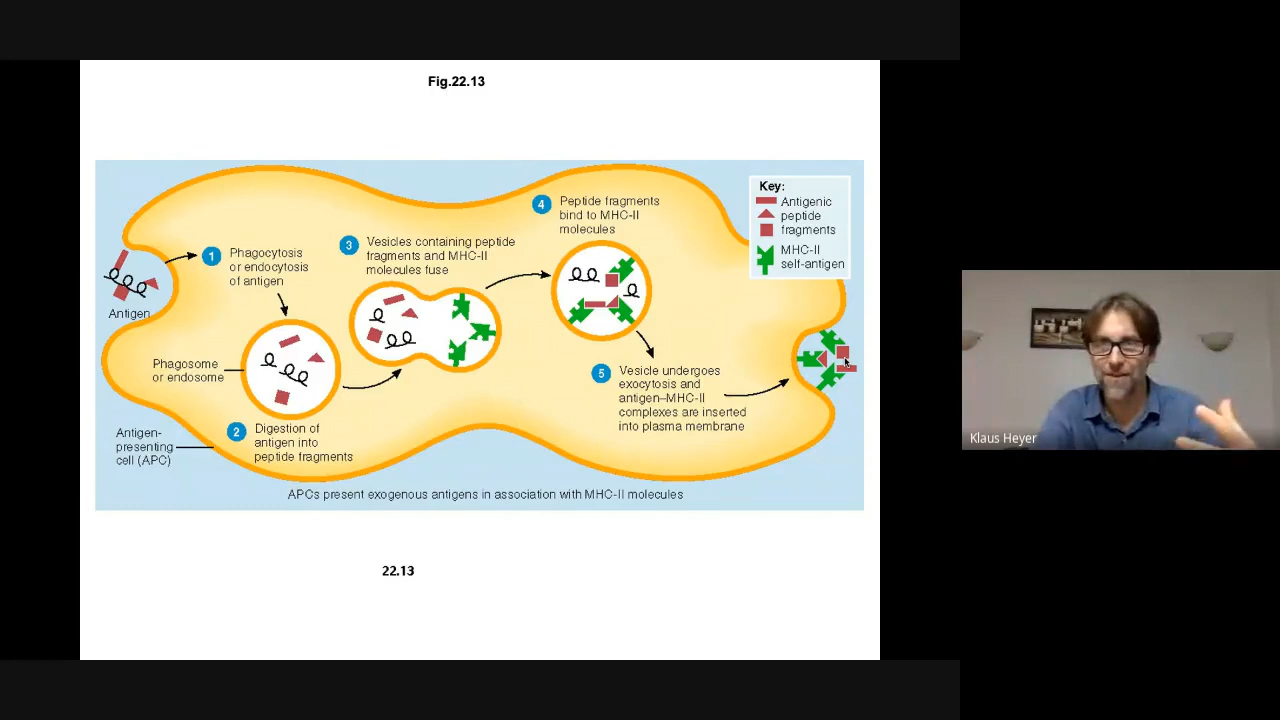 Fig.22.13
Key:
Antigenic
peptide
fragments
MHC-II
self-antigen
4
Peptide fragments
bind to MHC-II
molecules
3
Vesicles containing peptide
fragments and MHC-II
molecules fuse
1
Phagocytosis
or endocytosis
of antigen
Antigen
Phagosome
or endosome
5
Vesicle undergoes
exocytosis and
antigen–MHC-II
complexes are inserted
into plasma membrane
Antigen-
presenting
cell (APC)
2
Digestion of
antigen into
peptide fragments
APCs present exogenous antigens in association with MHC-II molecules
22.13
Klaus Heyer